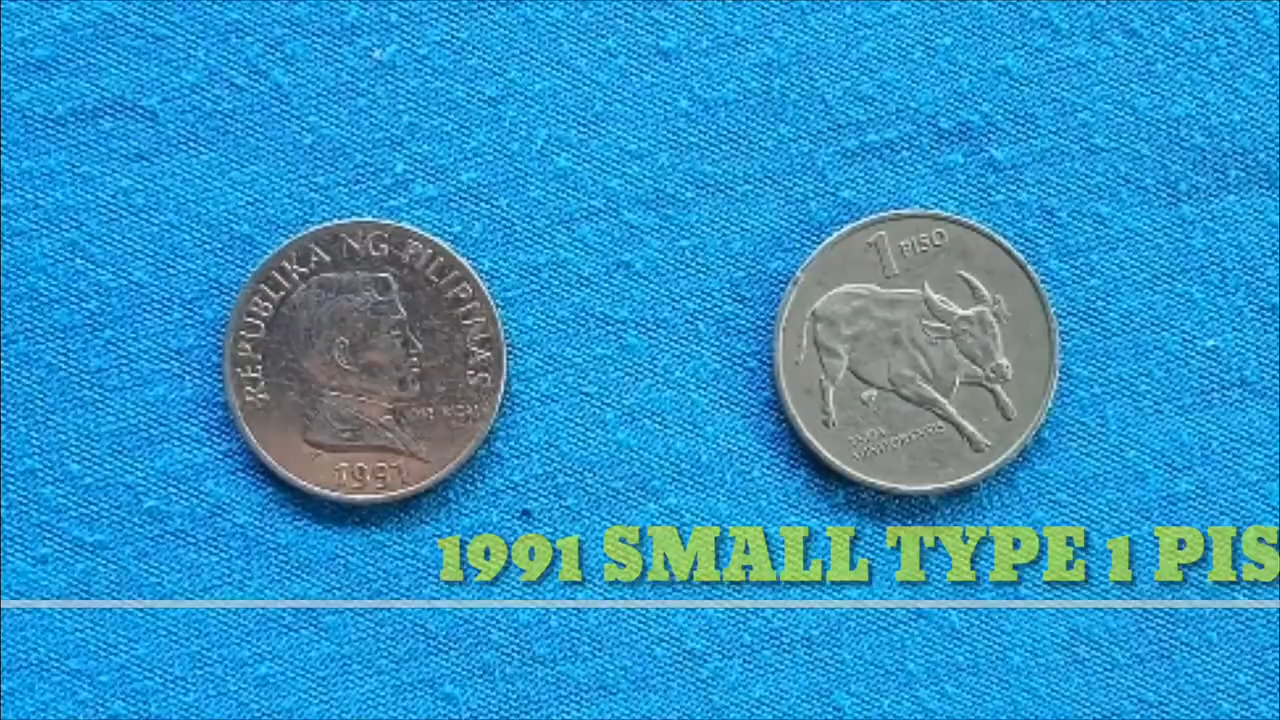 REPUBLIKA NG PILIPINAS
1991
1 PISO
1991 SMALL TYPE 1 PIS